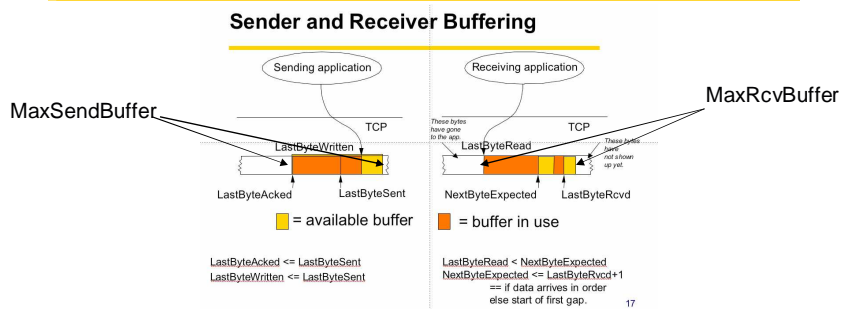 Sender and Receiver Buffering
Sending application
Receiving application
MaxSendBuffer
MaxRcvBuffer
TCP
These bytes
have gone
to the app.
TCP
These bytes
have
not shown
up yet.
LastByteWritten
LastByteRead
LastByteAcked
LastByteSent
NextByteExpected
LastByteRcvd
= available buffer
= buffer in use
LastByteAcked <= LastByteSent
LastByteWritten <= LastByteSent
LastByteRead < NextByteExpected
NextByteExpected <= LastByteRvcd+1
== if data arrives in order
else start of first gap.
17